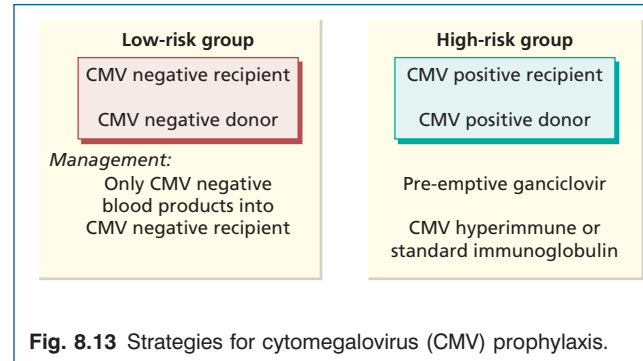 Low-risk group
CMV negative recipient
CMV negative donor
Management:
Only CMV negative
blood products into
CMV negative recipient
High-risk group
CMV positive recipient
CMV positive donor
Pre-emptive ganciclovir
CMV hyperimmune or
standard immunoglobulin
Fig. 8.13 Strategies for cytomegalovirus (CMV) prophylaxis.